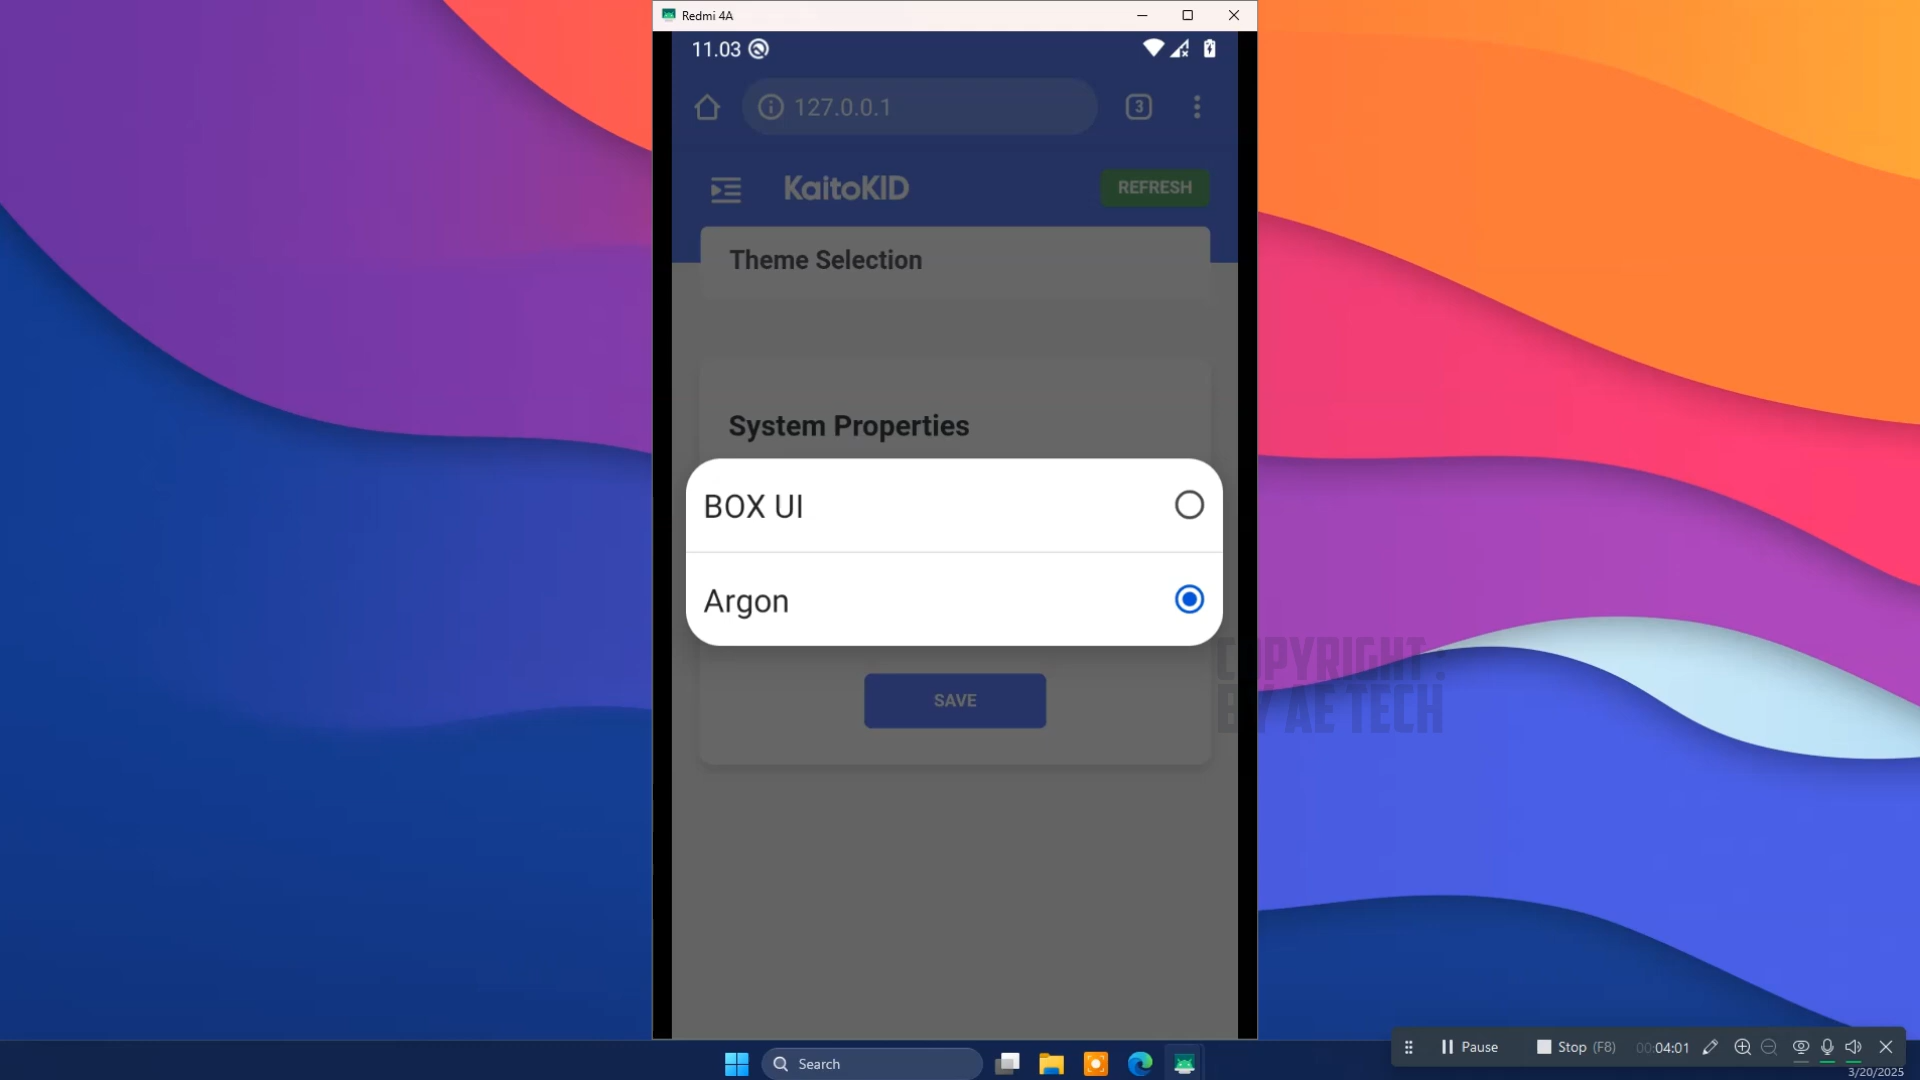 Redmi 4A
11.03
127.0.0.1
3
KaitoKID
REFRESH
Theme Selection
System Properties
BOX UI
Argon
SAVE
COPYRIGHT :
BY AE TECH
Search
Pause
Stop (F8)
00:04:01
3/20/2025